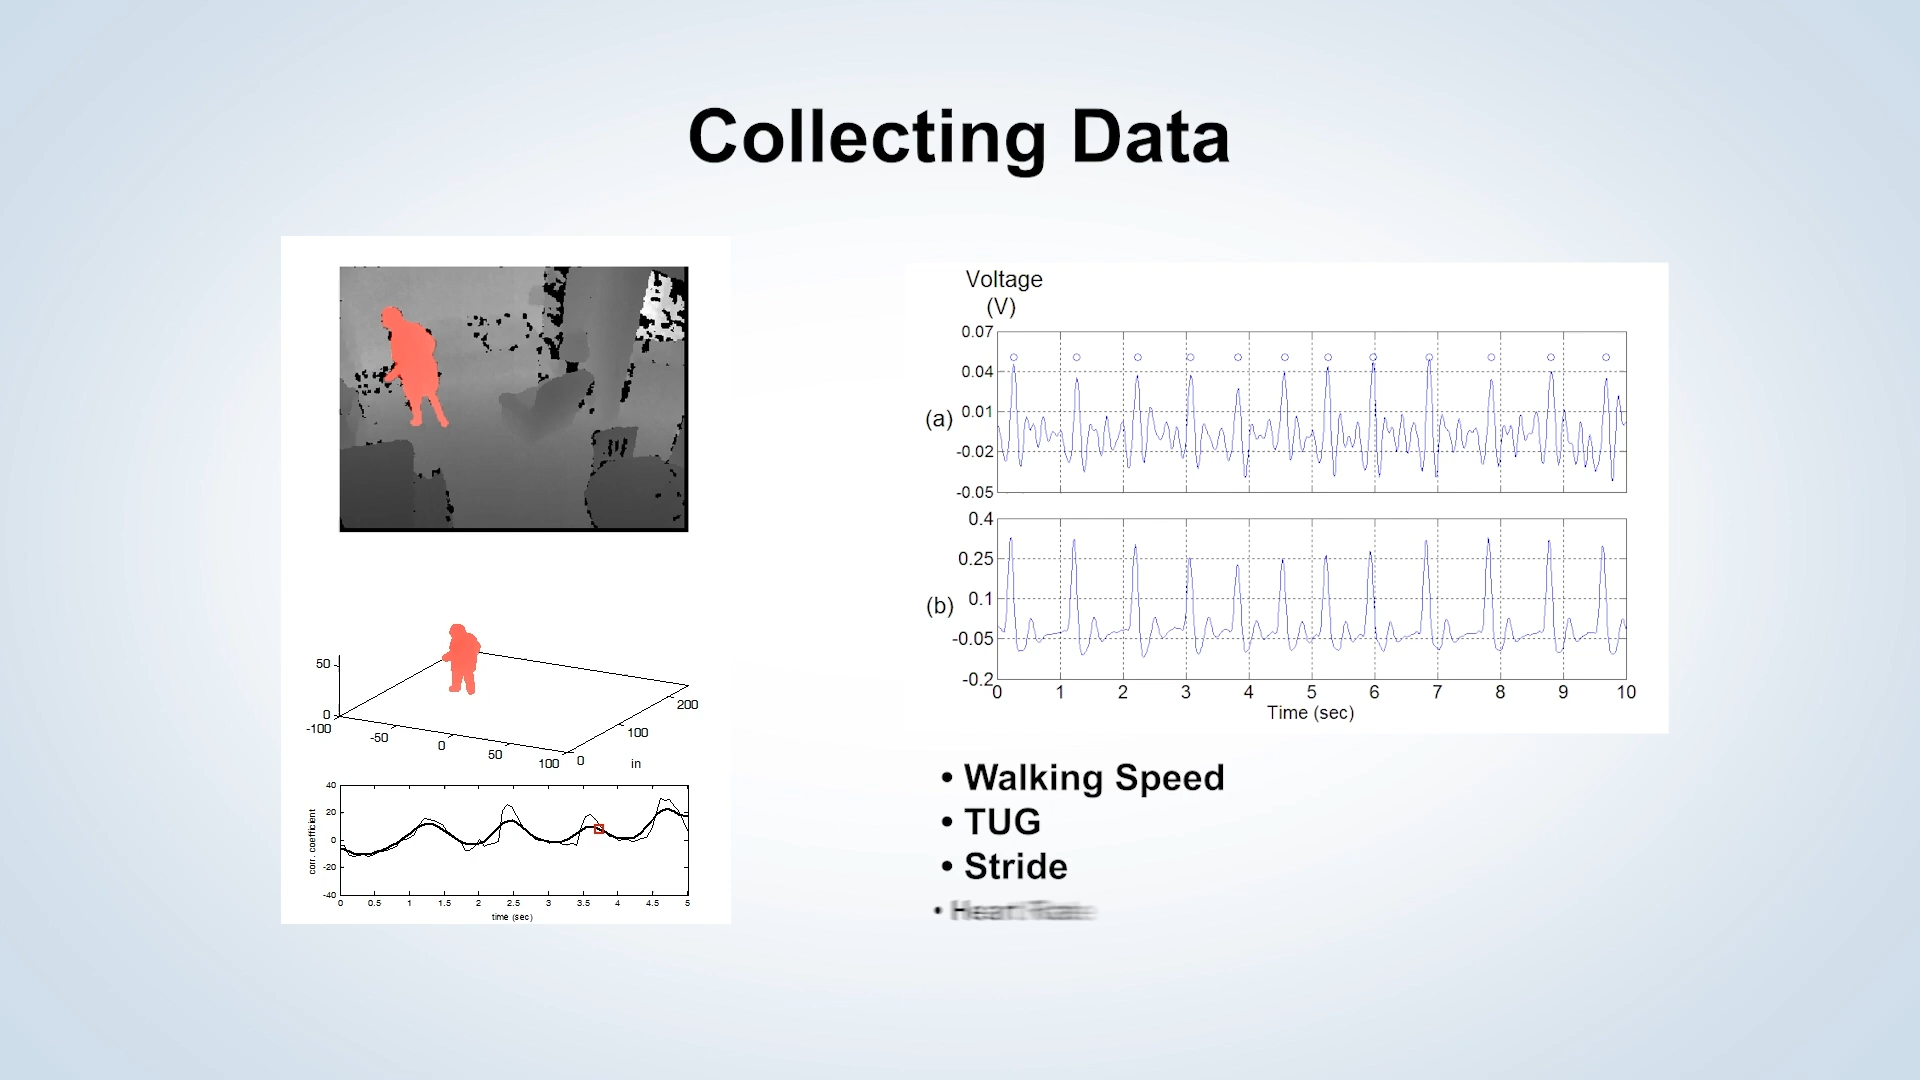 Collecting Data
50
0
-100
-50
0
50
100
0
100
200
in
40
20
0
-20
-40
corr. coefficient
0 0.5 1 1.5 2 2.5 3 3.5 4 4.5 5
time (sec)
Voltage
(V)
(a)
0.07
0.04
0.01
-0.02
-0.05
(b)
0.4
0.25
0.1
-0.05
-0.2
0 1 2 3 4 5 6 7 8 9 10
Time (sec)
• Walking Speed
• TUG
• Stride
• Heart Rate